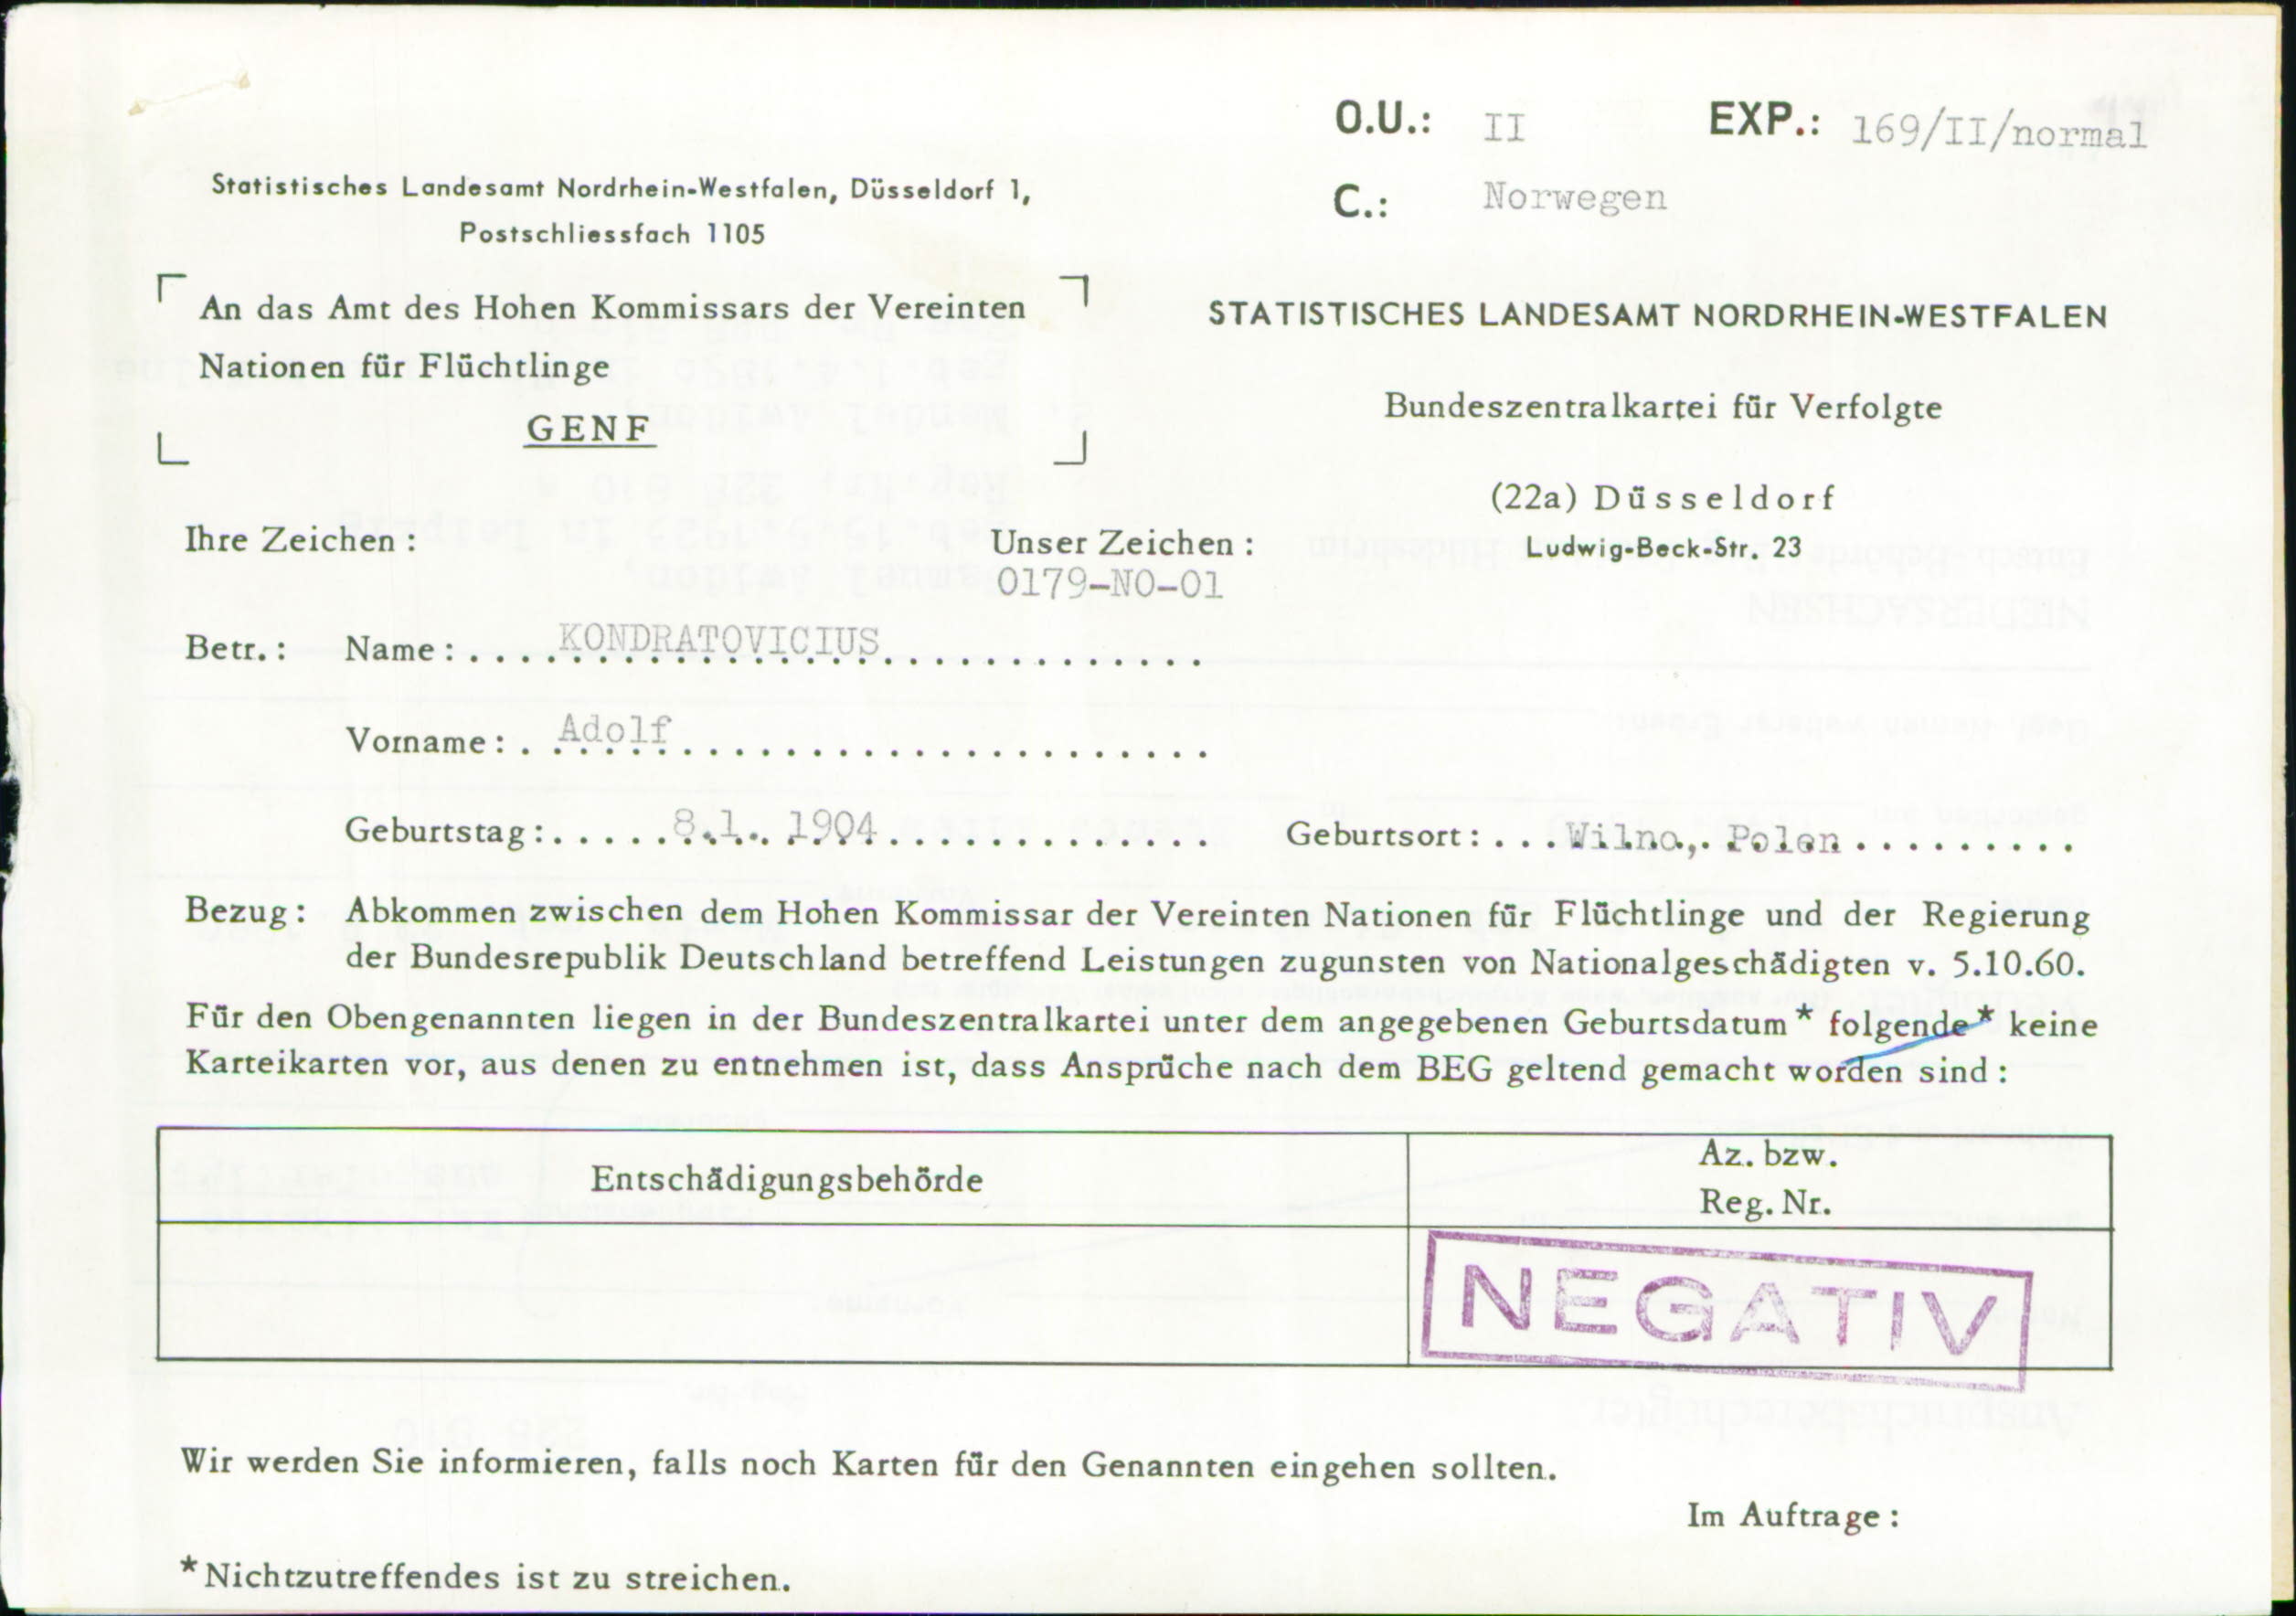 O.U.: II EXP.: 169/II/normal
C.: Norwegen
Statistisches Landesamt Nordrhein-Westfalen, Düsseldorf 1,
Postschliessfach 1105
An das Amt des Hohen Kommissars der Vereinten
Nationen für Flüchtlinge
GENF
STATISTISCHES LANDESAMT NORDRHEIN-WESTFALEN
Bundeszentralkartei für Verfolgte
(22a) Düsseldorf
Ludwig-Beck-Str. 23
Ihre Zeichen: Unser Zeichen:
0179-NO-01
Betr.: Name: KONDRATOVICIUS
Vorname: Adolf
Geburtstag: 8.1. 1904 Geburtsort: Wilno, Polen
Bezug: Abkommen zwischen dem Hohen Kommissar der Vereinten Nationen für Flüchtlinge und der Regierung
der Bundesrepublik Deutschland betreffend Leistungen zugunsten von Nationalgeschädigten v. 5.10.60.
Für den Obengenannten liegen in der Bundeszentralkartei unter dem angegebenen Geburtsdatum* folgende* keine
Karteikarten vor, aus denen zu entnehmen ist, dass Ansprüche nach dem BEG geltend gemacht worden sind:
Entschädigungsbehörde
Az. bzw.
Reg. Nr.
NEGATIV
Wir werden Sie informieren, falls noch Karten für den Genannten eingehen sollten.
Im Auftrage:
*Nichtzutreffendes ist zu streichen.